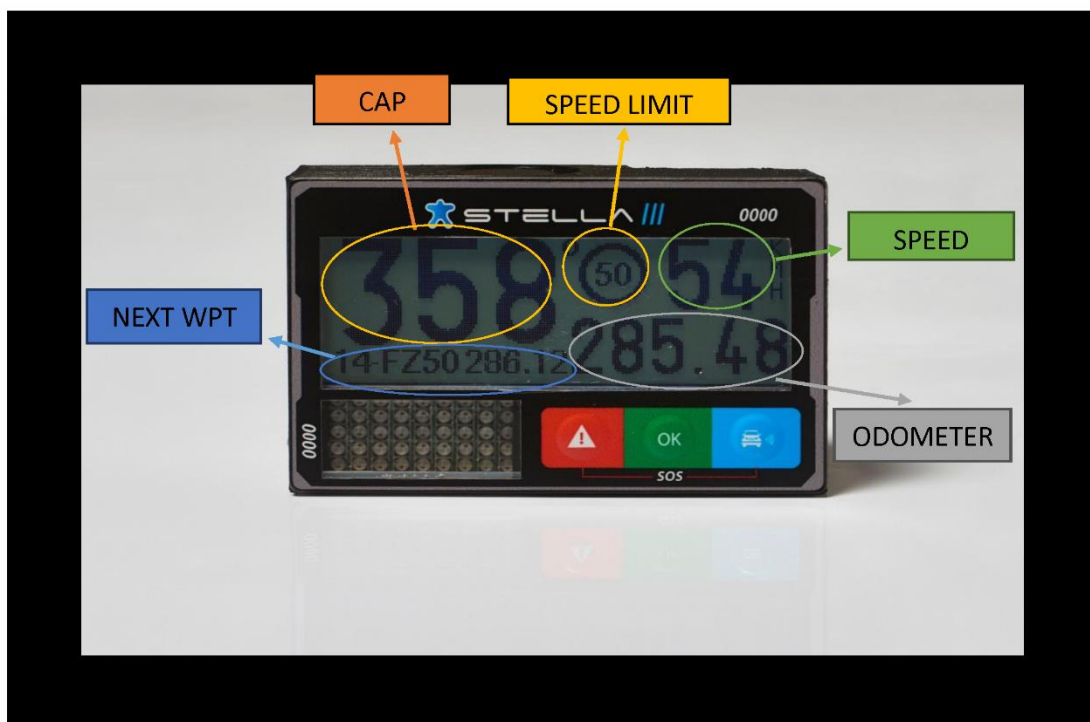 CAP
SPEED LIMIT
STELLA III
0000
SPEED
358
50
54
H
NEXT WPT
14-FZ50 286.12
285.48
ODOMETER
0000
OK
SOS